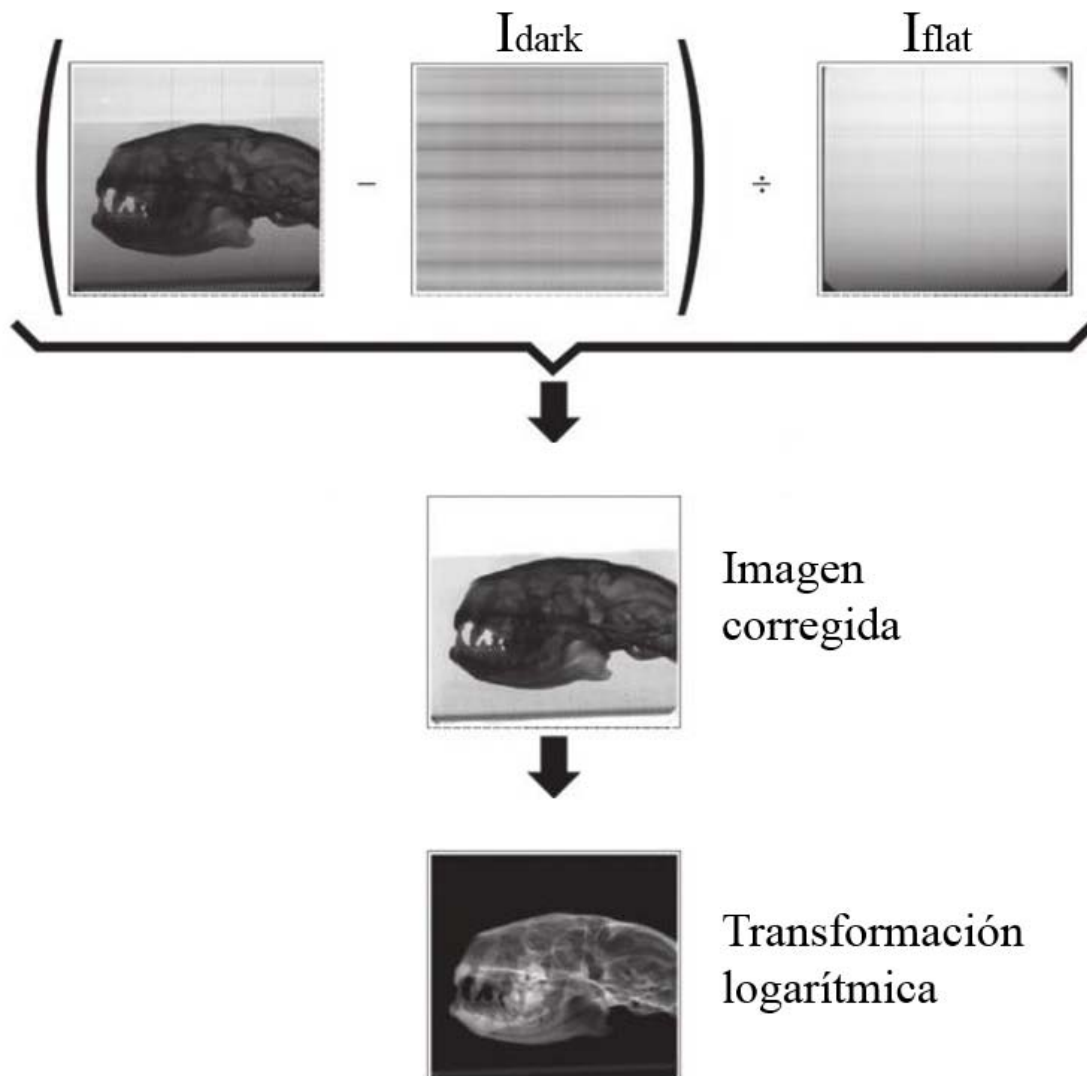 Idark
Iflat
−
÷
Imagen
corregida
Transformación
logarítmica